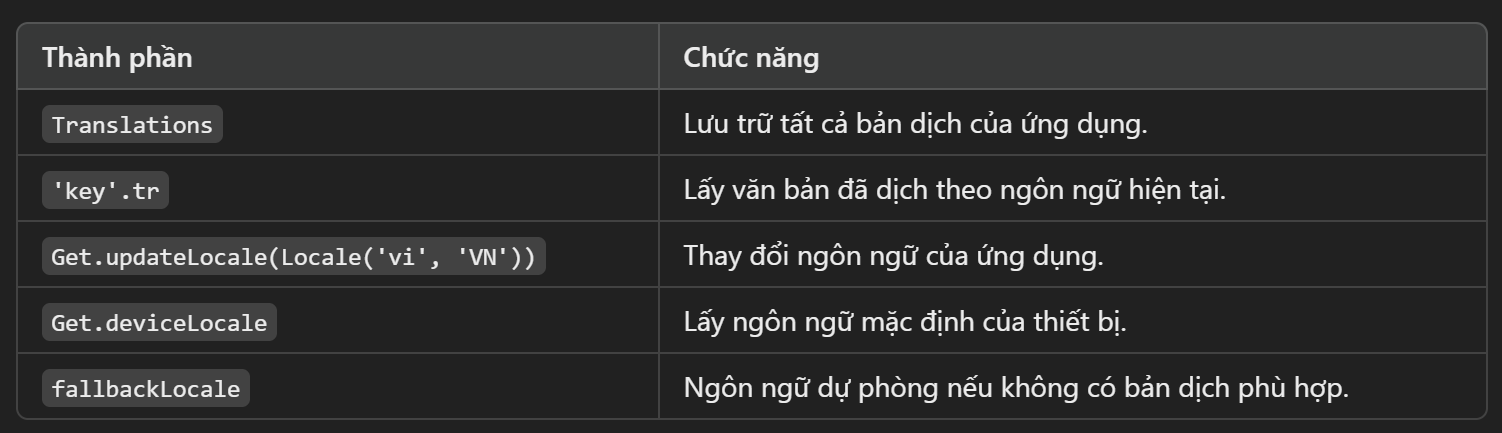 Thành phần Chức năng
Translations Lưu trữ tất cả bản dịch của ứng dụng.
'key'.tr Lấy văn bản đã dịch theo ngôn ngữ hiện tại.
Get.updateLocale(Locale('vi', 'VN')) Thay đổi ngôn ngữ của ứng dụng.
Get.deviceLocale Lấy ngôn ngữ mặc định của thiết bị.
fallbackLocale Ngôn ngữ dự phòng nếu không có bản dịch phù hợp.